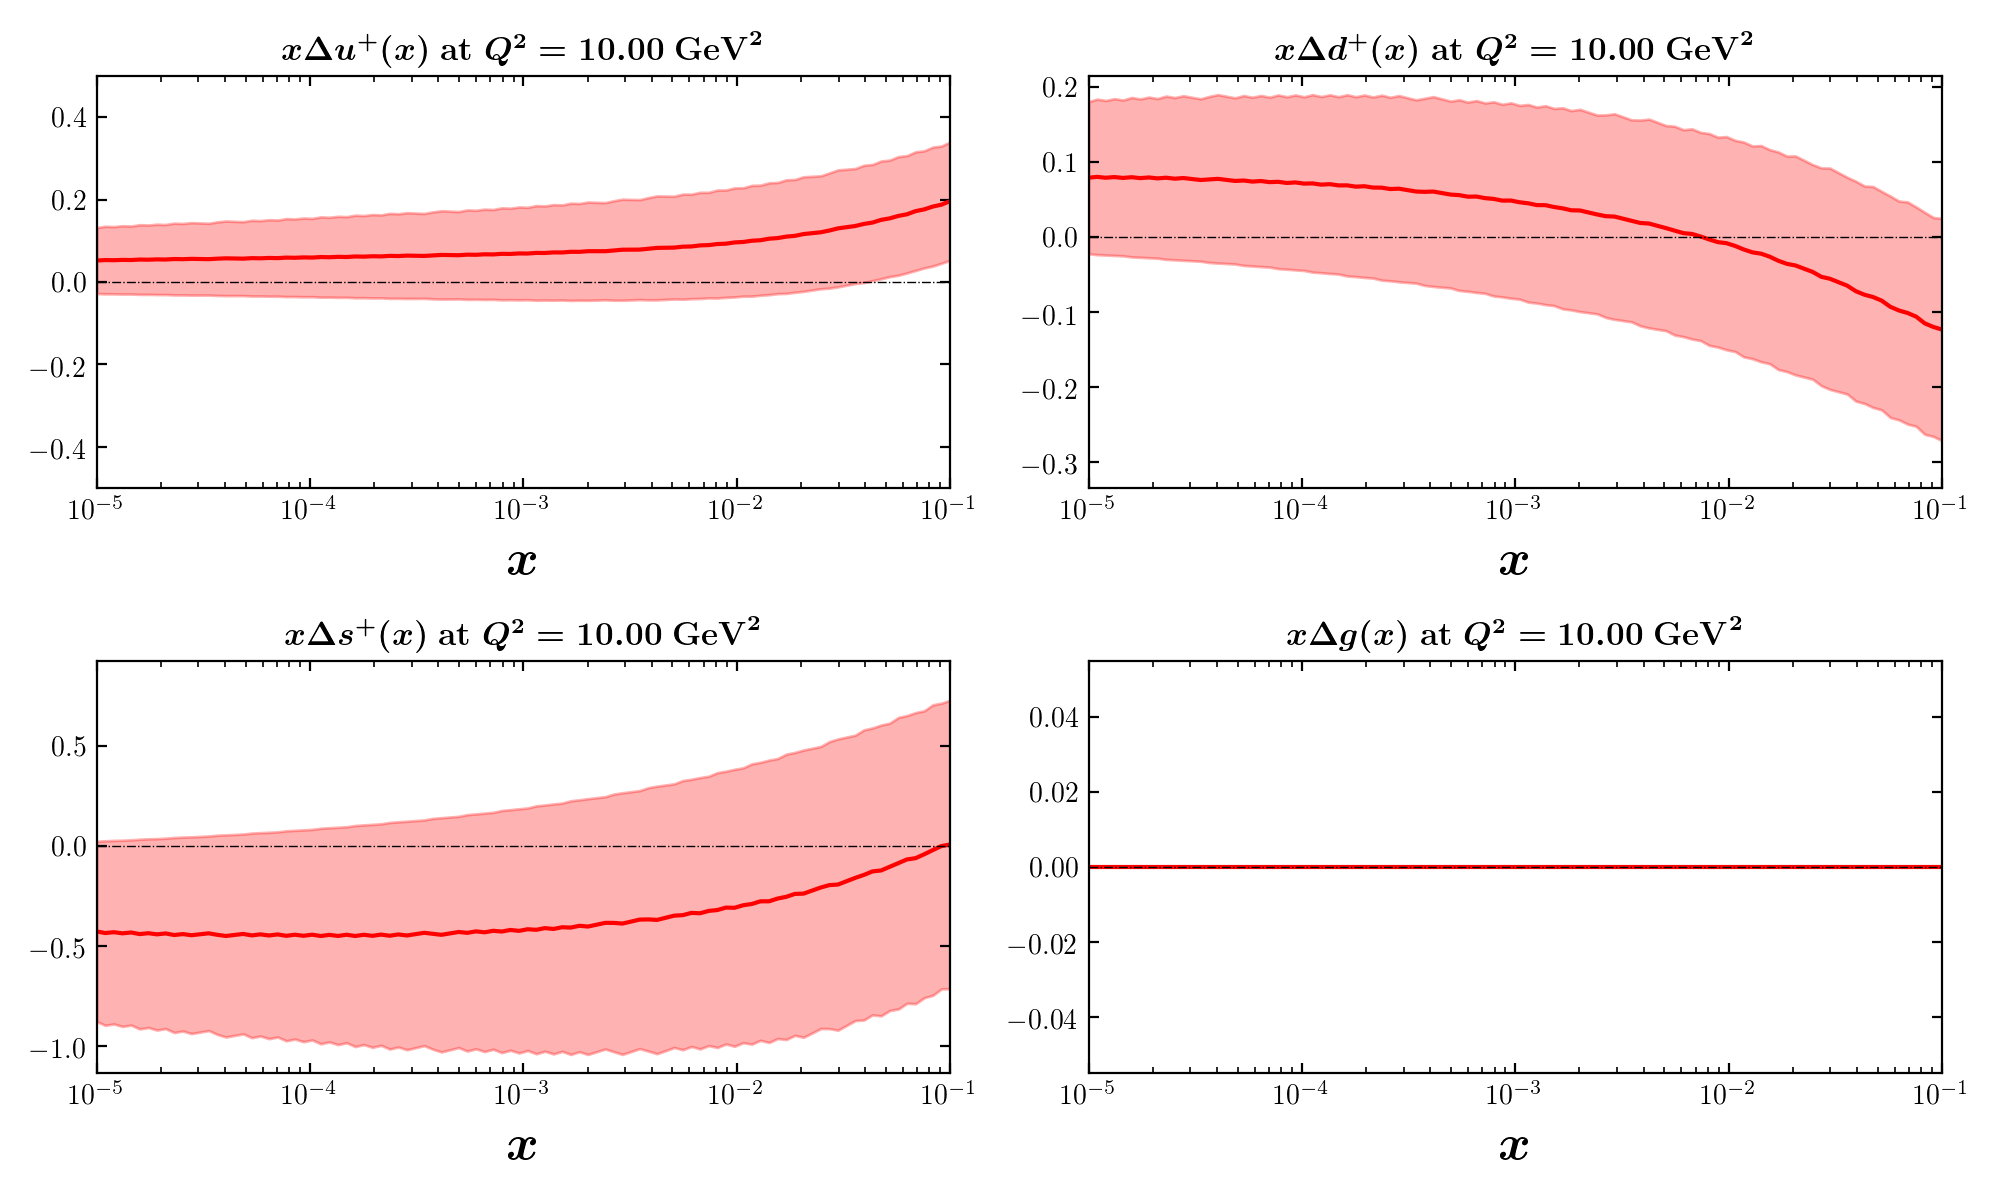 xΔu⁺(x) at Q² = 10.00 GeV²
0.4
0.2
0.0
−0.2
−0.4
10⁻⁵ 10⁻⁴ 10⁻³ 10⁻² 10⁻¹
x
xΔd⁺(x) at Q² = 10.00 GeV²
0.2
0.1
0.0
−0.1
−0.2
−0.3
10⁻⁵ 10⁻⁴ 10⁻³ 10⁻² 10⁻¹
x
xΔs⁺(x) at Q² = 10.00 GeV²
0.5
0.0
−0.5
−1.0
10⁻⁵ 10⁻⁴ 10⁻³ 10⁻² 10⁻¹
x
xΔg(x) at Q² = 10.00 GeV²
0.04
0.02
0.00
−0.02
−0.04
10⁻⁵ 10⁻⁴ 10⁻³ 10⁻² 10⁻¹
x